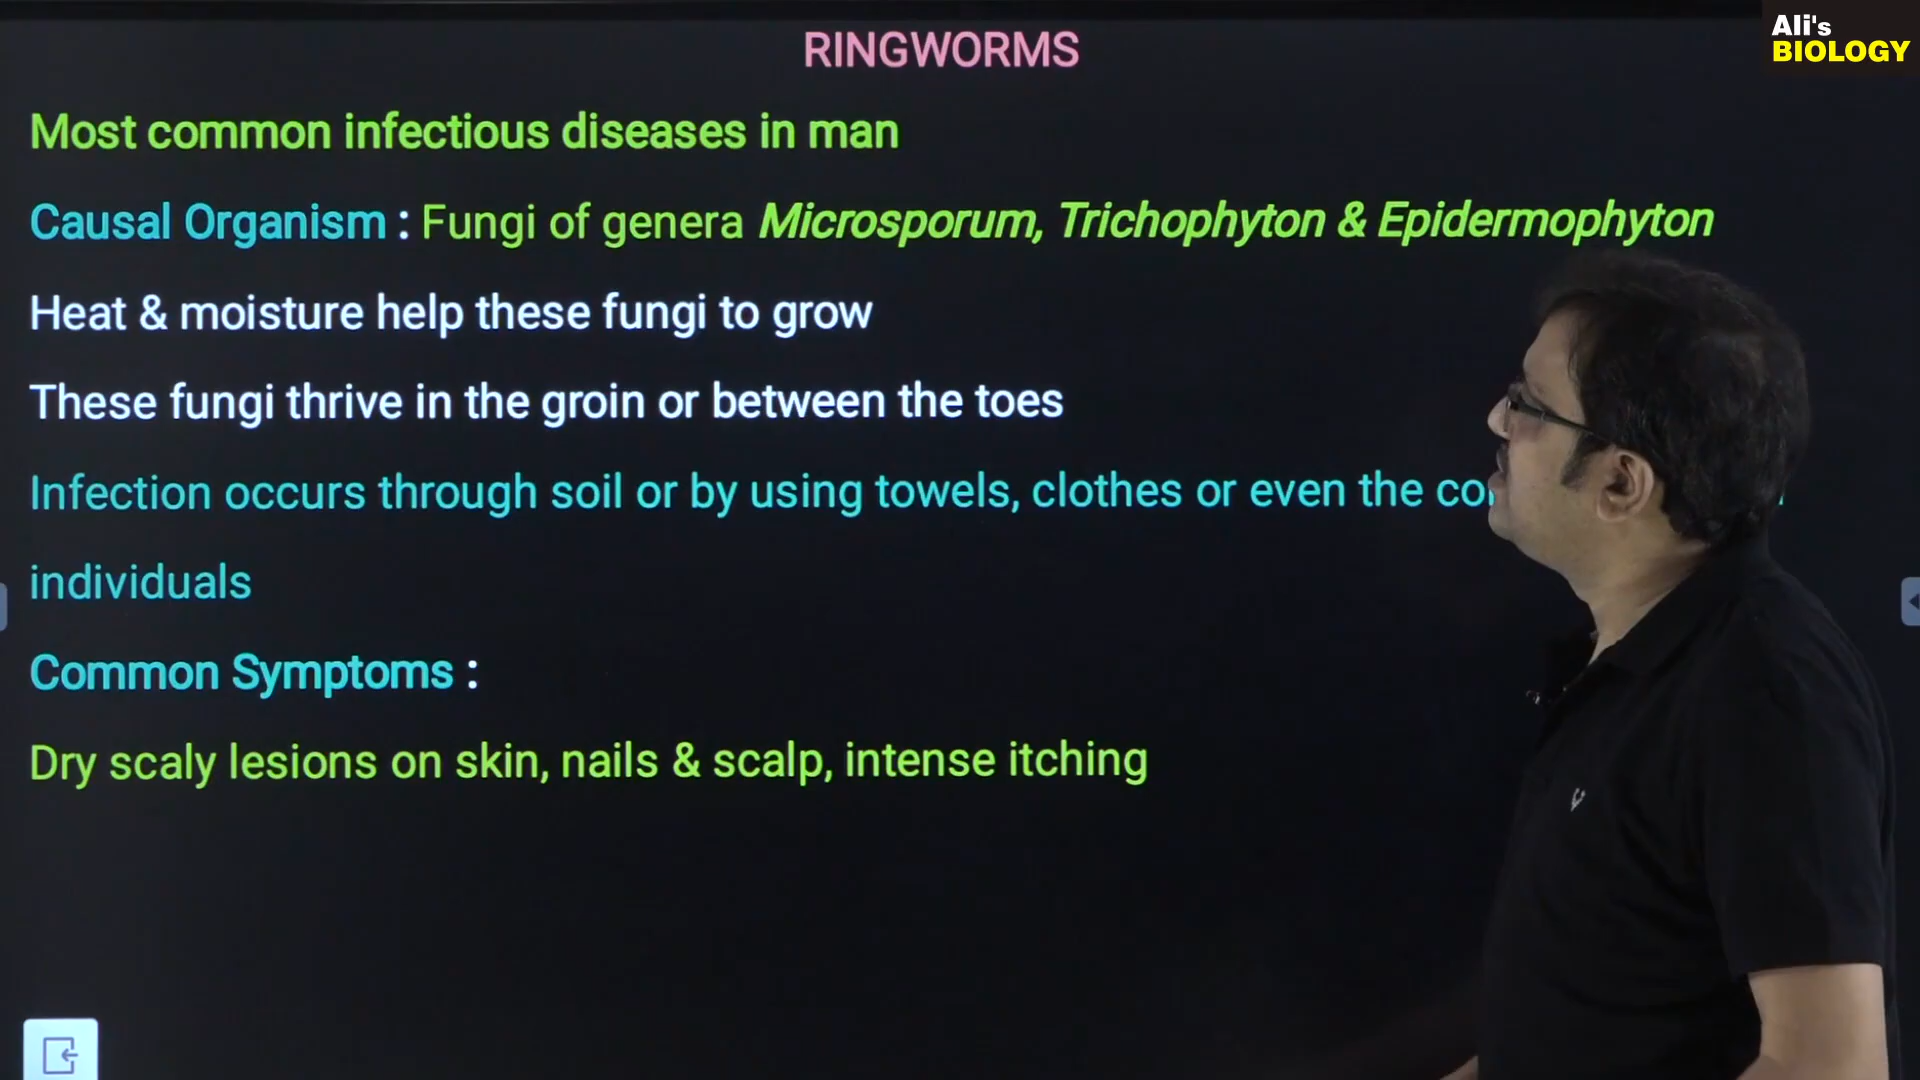 Ali's
BIOLOGY
RINGWORMS
Most common infectious diseases in man
Causal Organism : Fungi of genera Microsporum, Trichophyton & Epidermophyton
Heat & moisture help these fungi to grow
These fungi thrive in the groin or between the toes
Infection occurs through soil or by using towels, clothes or even the
individuals
Common Symptoms :
Dry scaly lesions on skin, nails & scalp, intense itching